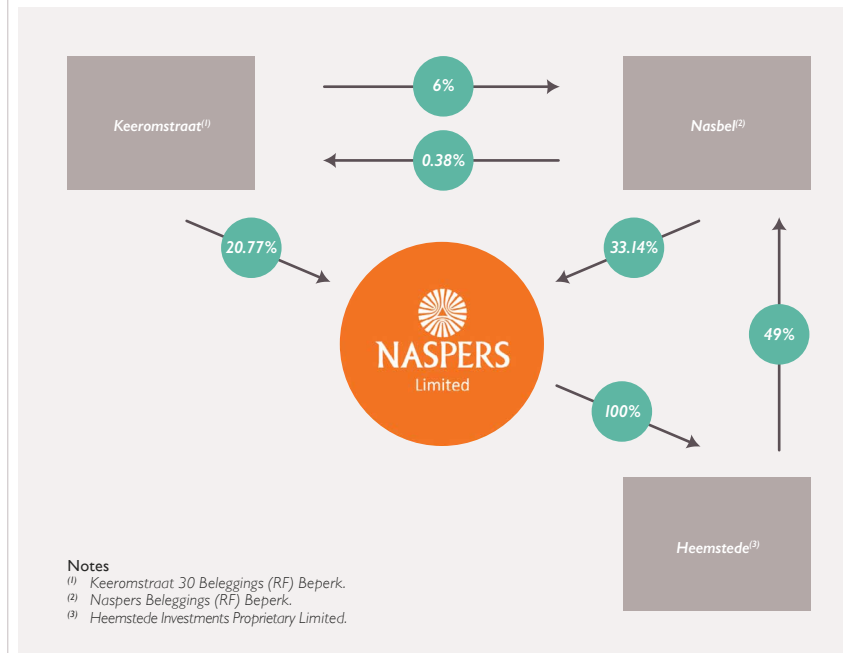 Keeromstraat(1)
6%
Nasbel(2)
0.38%
20.77%
33.14%
NASPERS
Limited
49%
100%
Heemstede(3)
Notes
(1) Keeromstraat 30 Beleggings (RF) Beperk.
(2) Naspers Beleggings (RF) Beperk.
(3) Heemstede Investments Proprietary Limited.